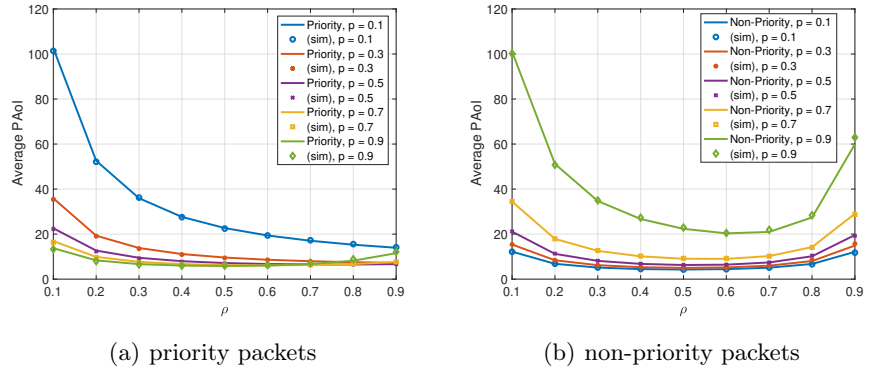 120
100
80
60
40
20
0
0.1 0.2 0.3 0.4 0.5 0.6 0.7 0.8 0.9
ρ
Average PAoI
Priority, p = 0.1
(sim), p = 0.1
Priority, p = 0.3
(sim), p = 0.3
Priority, p = 0.5
(sim), p = 0.5
Priority, p = 0.7
(sim), p = 0.7
Priority, p = 0.9
(sim), p = 0.9
(a) priority packets
120
100
80
60
40
20
0
0.1 0.2 0.3 0.4 0.5 0.6 0.7 0.8 0.9
ρ
Average PAoI
Non-Priority, p = 0.1
(sim), p = 0.1
Non-Priority, p = 0.3
(sim), p = 0.3
Non-Priority, p = 0.5
(sim), p = 0.5
Non-Priority, p = 0.7
(sim), p = 0.7
Non-Priority, p = 0.9
(sim), p = 0.9
(b) non-priority packets